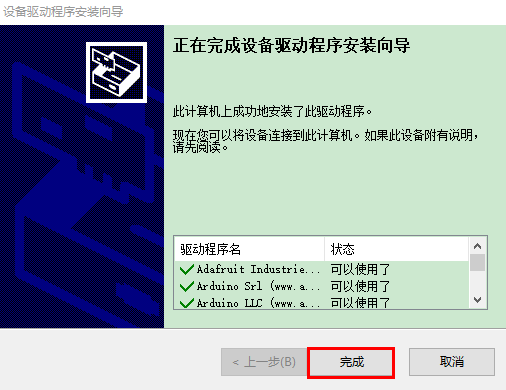 设备驱动程序安装向导
正在完成设备驱动程序安装向导
此计算机上成功地安装了此驱动程序。
现在您可以将设备连接到此计算机。如果此设备附有说明，
请先阅读。
驱动程序名 状态
Adafruit Industrie... 可以使用了
Arduino Srl (www.a... 可以使用了
Arduino LLC (www.a... 可以使用了
< 上一步(B) 完成 取消